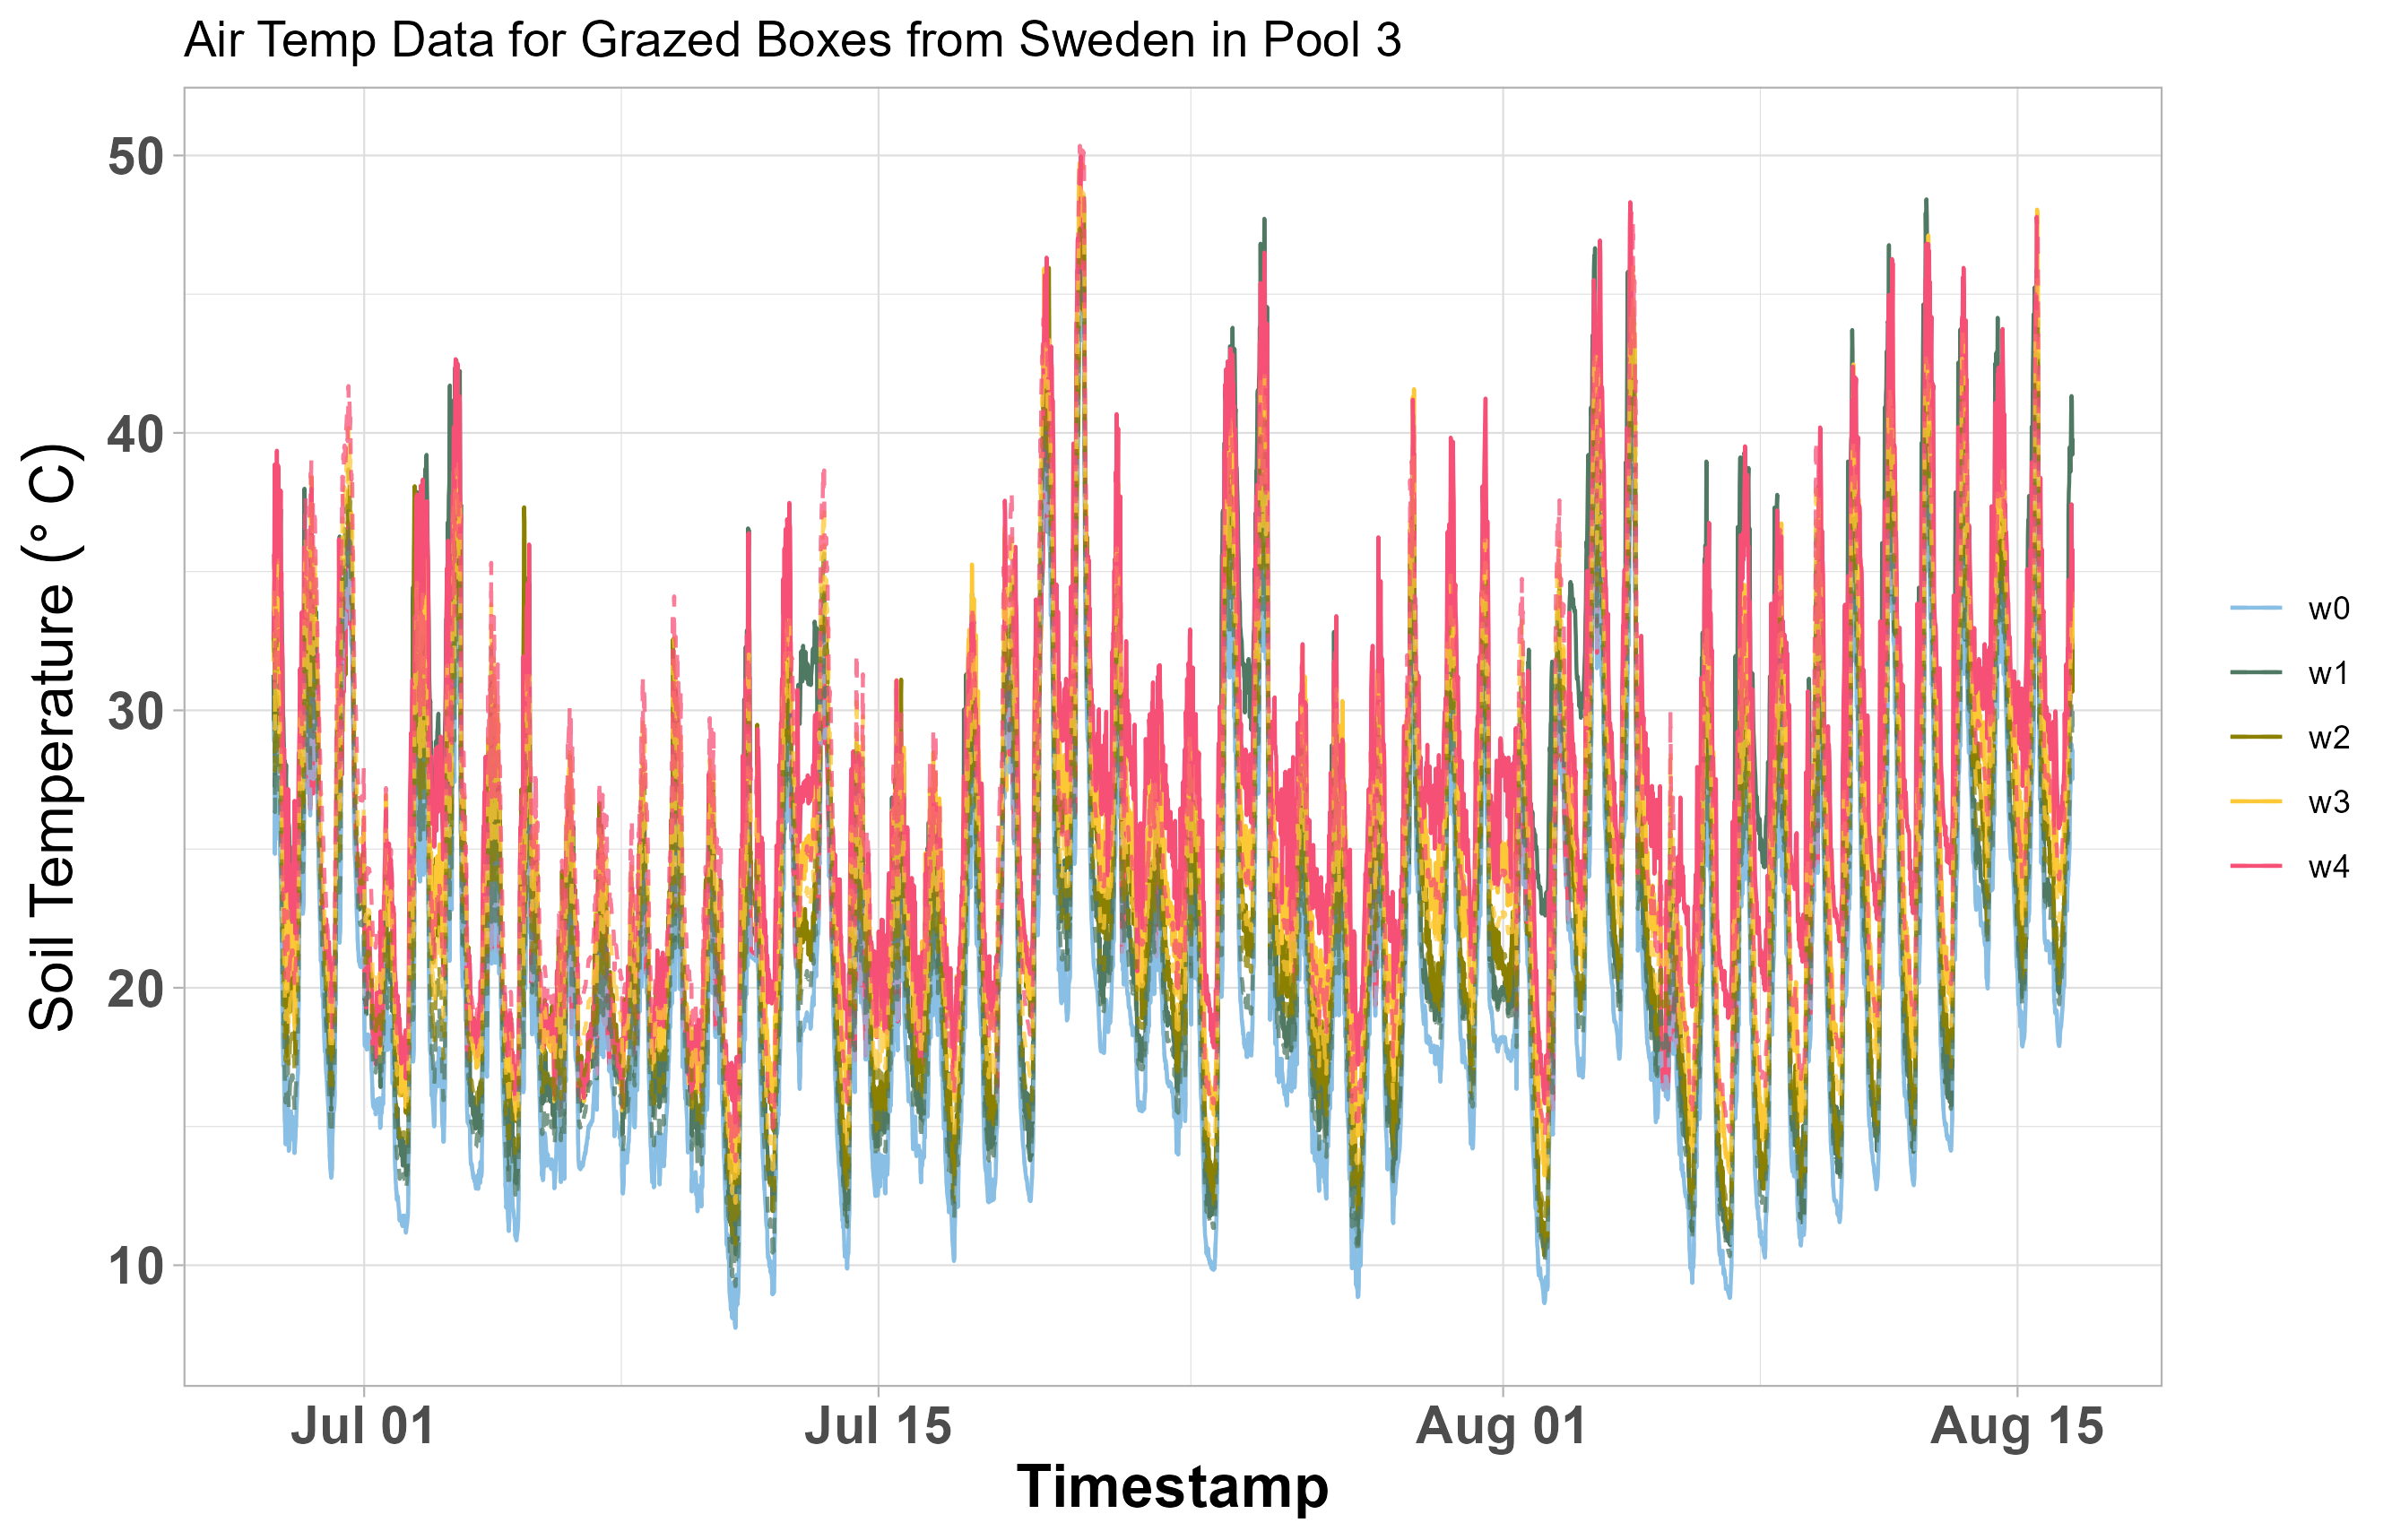 Air Temp Data for Grazed Boxes from Sweden in Pool 3
Soil Temperature (° C)
50
40
30
20
10
Jul 01
Jul 15
Aug 01
Aug 15
Timestamp
w0
w1
w2
w3
w4